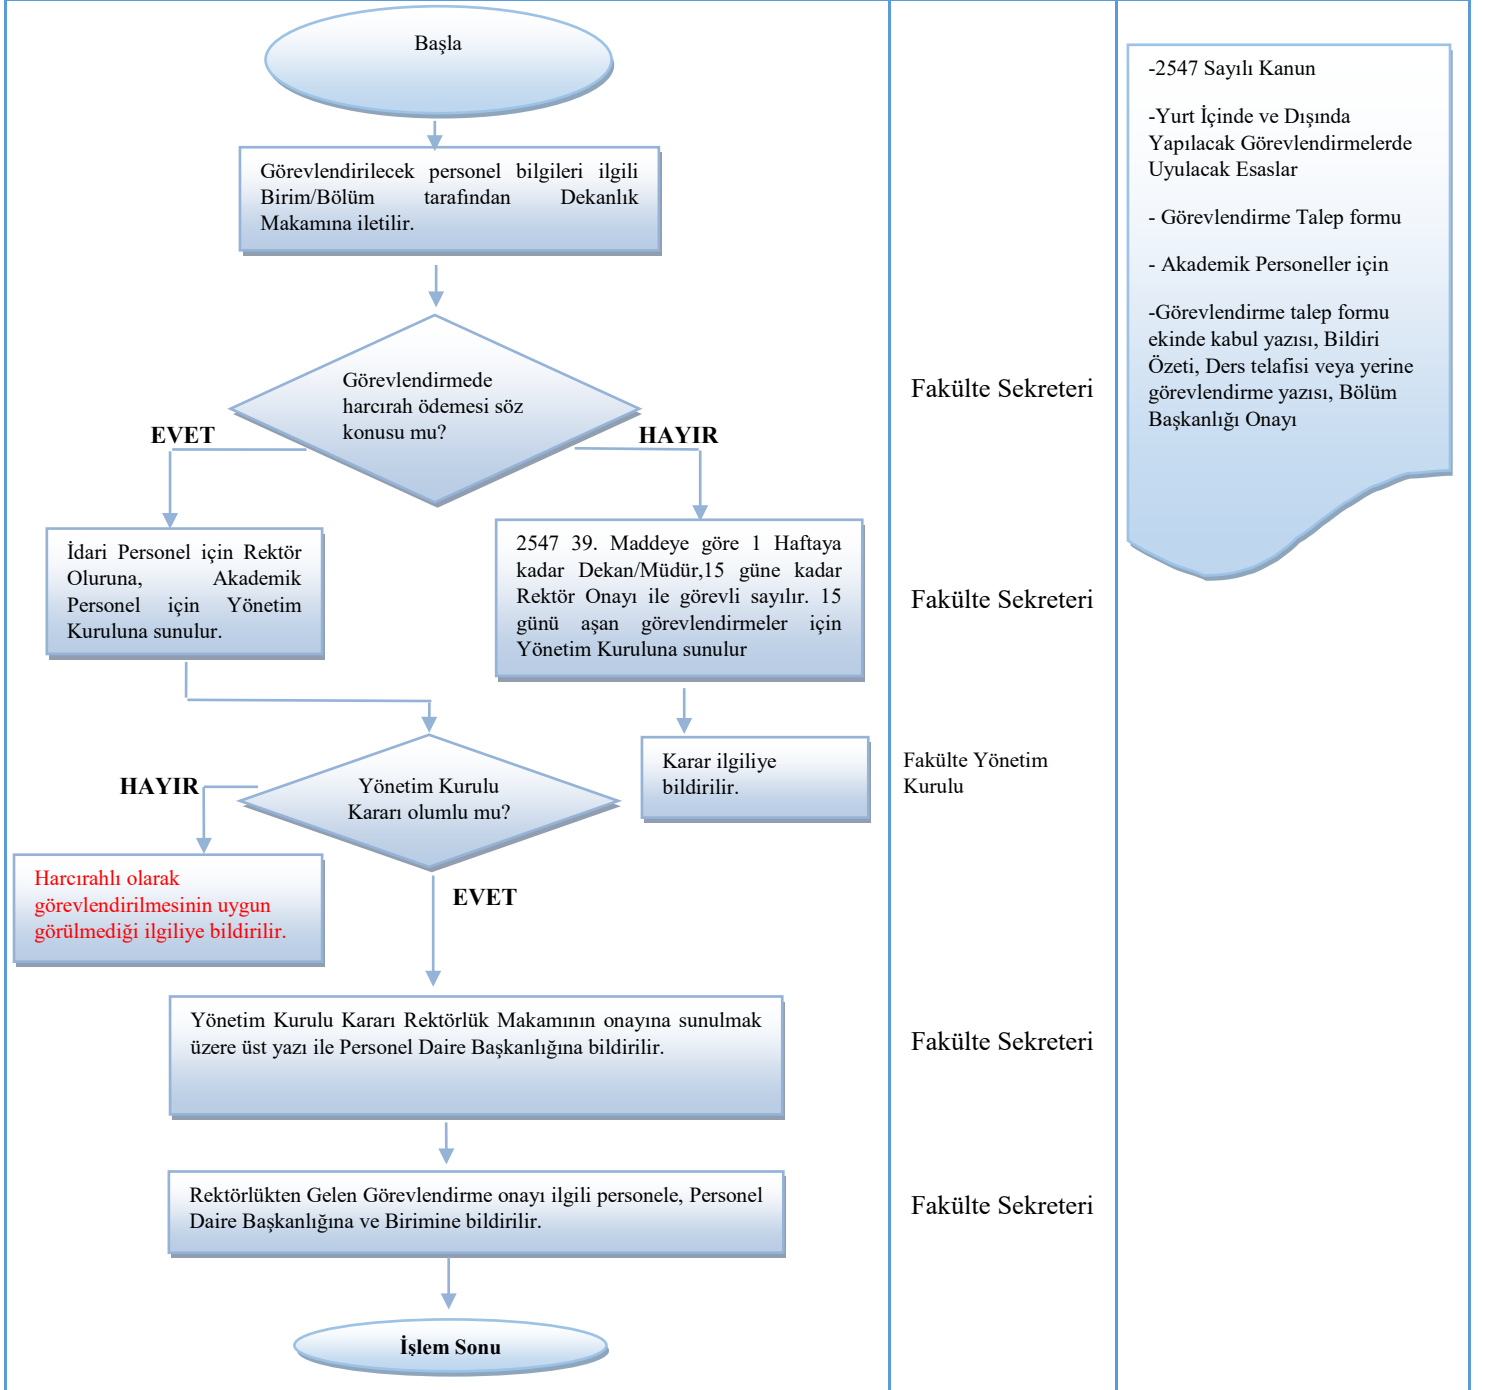 Başla
Görevlendirilecek personel bilgileri ilgili
Birim/Bölüm tarafından Dekanlık
Makamına iletilir.
Görevlendirmede
harcırah ödemesi söz
konusu mu?
EVET
HAYIR
İdari Personel için Rektör
Oluruna, Akademik
Personel için Yönetim
Kuruluna sunulur.
2547 39. Maddeye göre 1 Haftaya
kadar Dekan/Müdür,15 güne kadar
Rektör Onayı ile görevli sayılır. 15
günü aşan görevlendirmeler için
Yönetim Kuruluna sunulur
Karar ilgiliye
bildirilir.
Yönetim Kurulu
Kararı olumlu mu?
HAYIR
EVET
Harcırahlı olarak
görevlendirilmesinin uygun
görülmediği ilgiliye bildirilir.
Yönetim Kurulu Kararı Rektörlük Makamının onayına sunulmak
üzere üst yazı ile Personel Daire Başkanlığına bildirilir.
Rektörlükten Gelen Görevlendirme onayı ilgili personele, Personel
Daire Başkanlığına ve Birimine bildirilir.
İşlem Sonu
Fakülte Sekreteri
Fakülte Sekreteri
Fakülte Yönetim
Kurulu
Fakülte Sekreteri
Fakülte Sekreteri
-2547 Sayılı Kanun
-Yurt İçinde ve Dışında
Yapılacak Görevlendirmelerde
Uyulacak Esaslar
- Görevlendirme Talep formu
- Akademik Personeller için
-Görevlendirme talep formu
ekinde kabul yazısı, Bildiri
Özeti, Ders telafisi veya yerine
görevlendirme yazısı, Bölüm
Başkanlığı Onayı